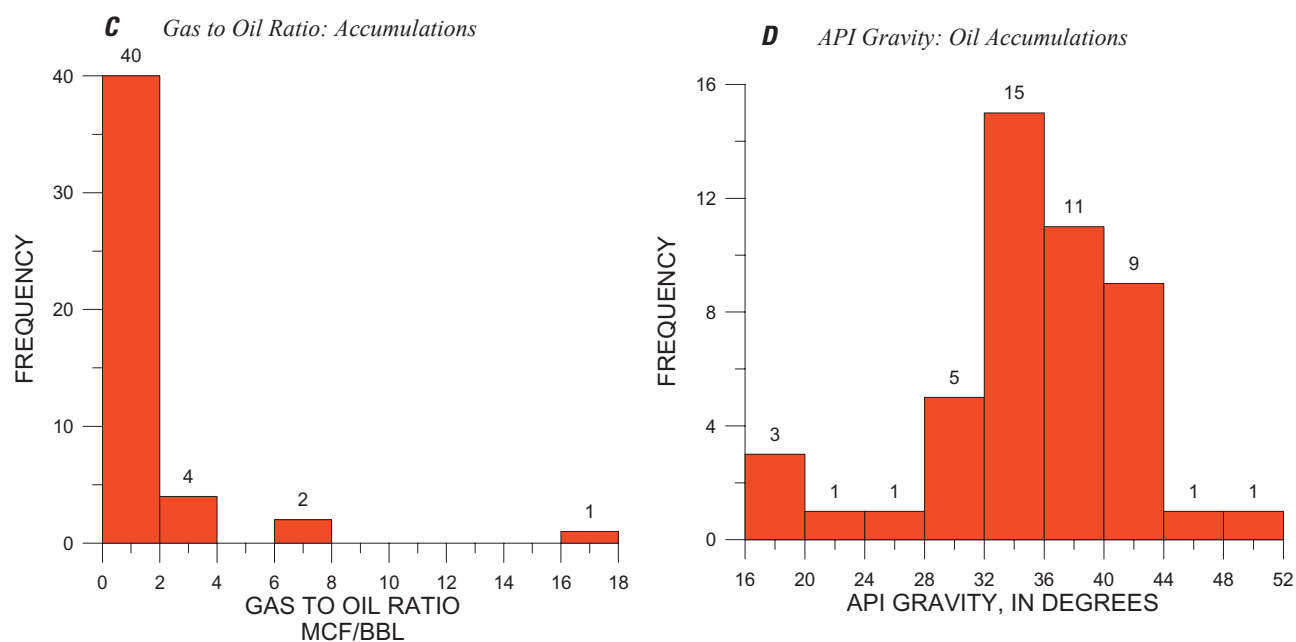 C Gas to Oil Ratio: Accumulations
40
40
30
20
10
0
FREQUENCY
4
2
1
0 2 4 6 8 10 12 14 16 18
GAS TO OIL RATIO
MCF/BBL
D API Gravity: Oil Accumulations
16
12
8
4
0
FREQUENCY
3
1
1
5
15
11
9
1
1
16 20 24 28 32 36 40 44 48 52
API GRAVITY, IN DEGREES